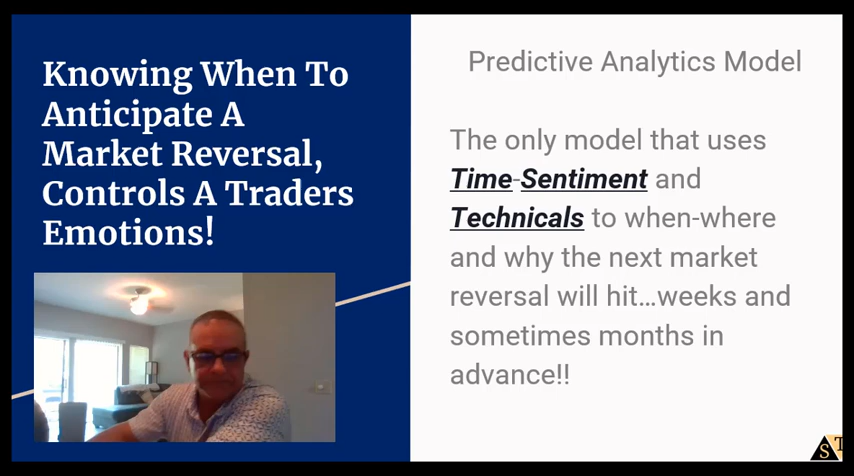 Knowing When To
Anticipate A
Market Reversal,
Controls A Traders
Emotions!
Predictive Analytics Model
The only model that uses
Time-Sentiment and
Technicals to when-where
and why the next market
reversal will hit...weeks and
sometimes months in
advance!!
S T